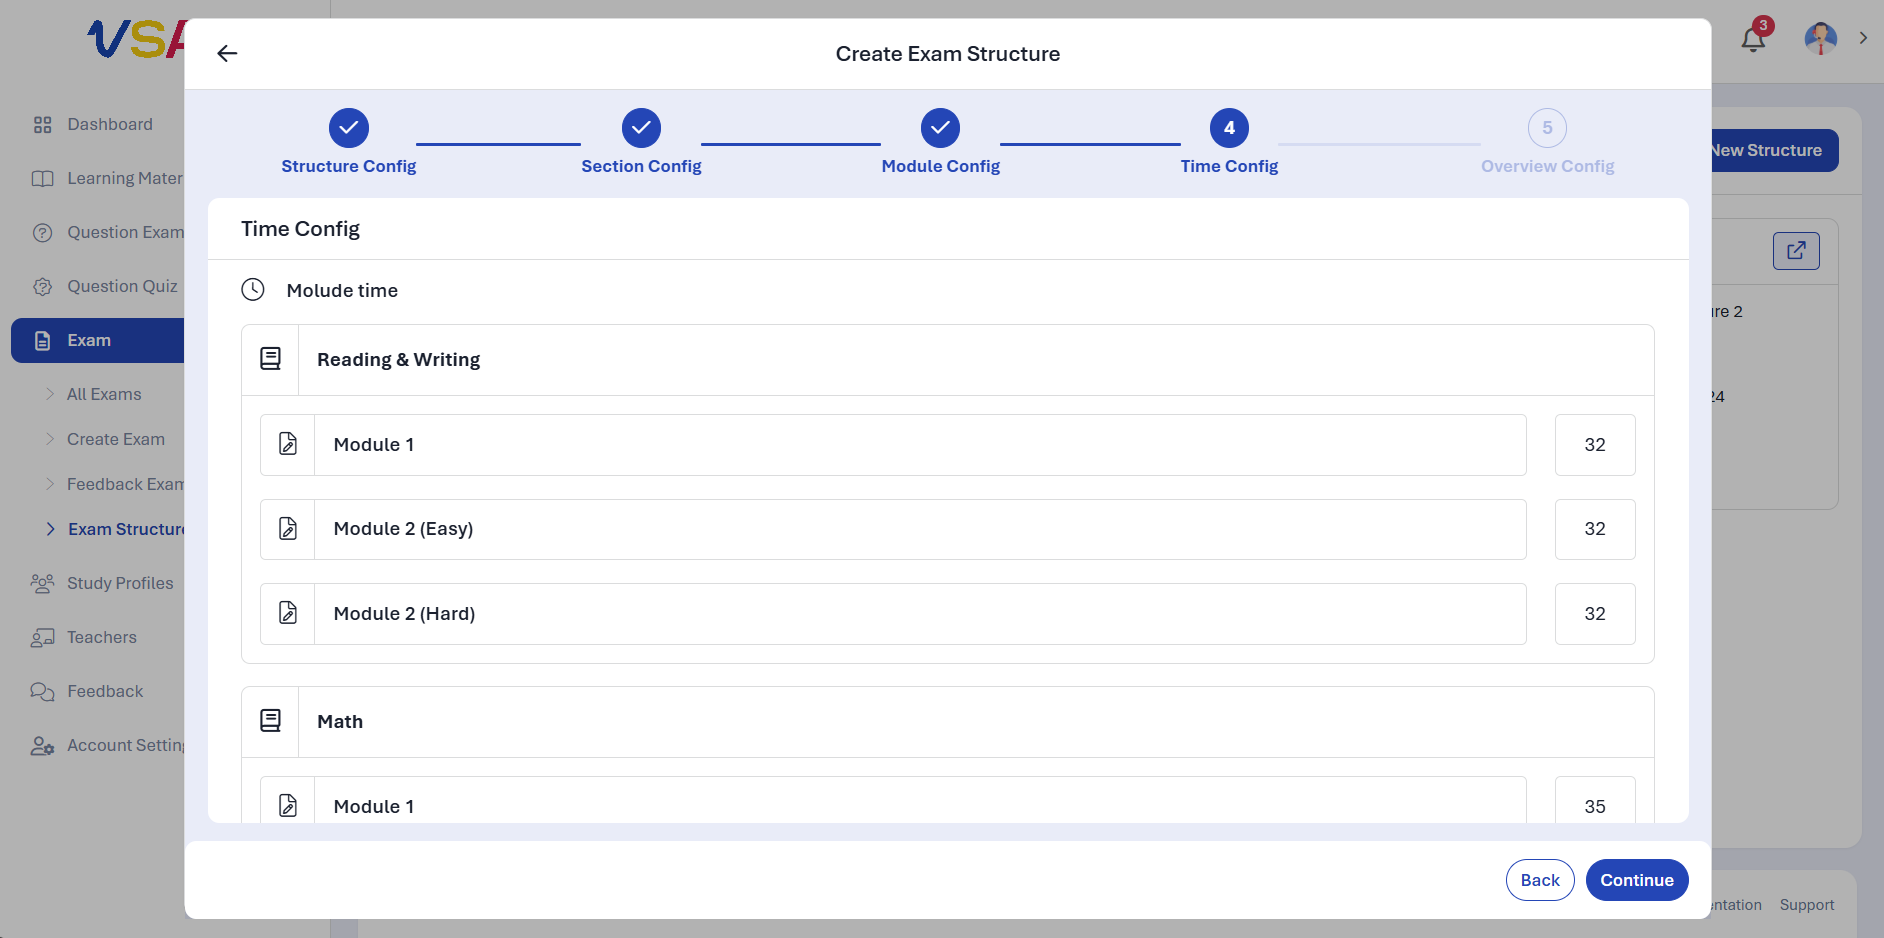 VSA
3
Create Exam Structure
4
5
Structure Config
Section Config
Module Config
Time Config
Overview Config
Dashboard
Learning Mater
Question Exam
Question Quiz
Exam
All Exams
Create Exam
Feedback Exam
Exam Structure
Study Profiles
Teachers
Feedback
Account Setting
New Structure
Time Config
Molude time
Reading & Writing
Module 1
32
Module 2 (Easy)
32
Module 2 (Hard)
32
Math
Module 1
35
ure 2
24
Back
Continue
entation
Support